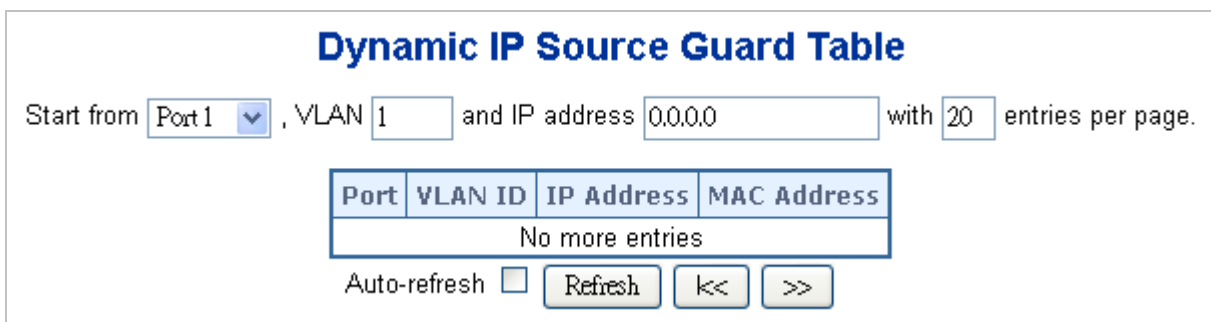 Dynamic IP Source Guard Table
Start from Port 1 , VLAN 1 and IP address 0.0.0.0 with 20 entries per page.
Port VLAN ID IP Address MAC Address
No more entries
Auto-refresh Refresh |<< >>